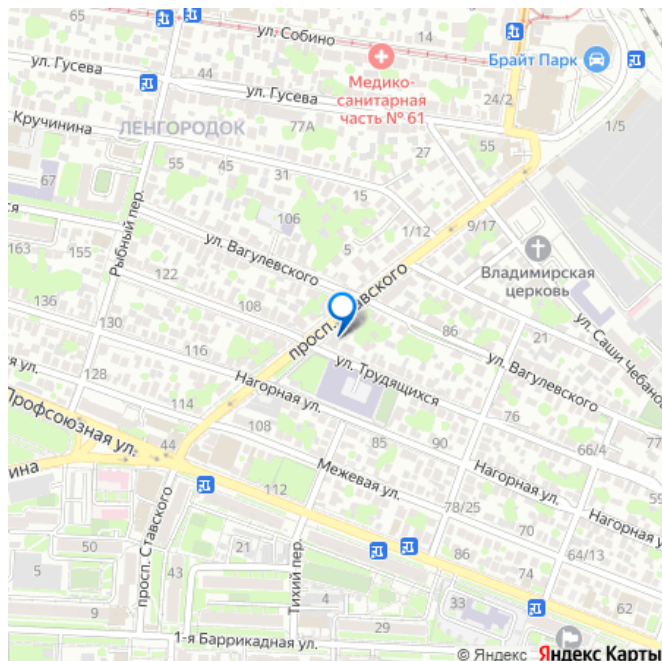 65
ул. Собино
14
Брайт Парк
ул. Гусева
44
Медико-
санитарная
часть № 61
ул. Гусева
24/2
Кручинина
ЛЕНГОРОДОК
77А
1/5
27
55
55
45
31
67
15
Рыбный пер.
106
1/12
9/17
163
155
ул. Вагулевского
5
Владимирская
церковь
122
136
108
просп. Ставского
130
86
21
ул. Саши Чебанов
116
ул. Трудящихся
ул. Вагулевского
ул.
128
Нагорная ул.
114
76
Профсоюзная ул.
108
85
90
66/4
77
44
Межевая ул.
Нагорная ул.
55
112
78/25
Нагорная у
просп. Ставского
70
50
21
Тихий пер.
86
64/13
5
43
74
4
33
62
9
29
1-я Баррикадная ул.
© Яндекс Яндекс Карты